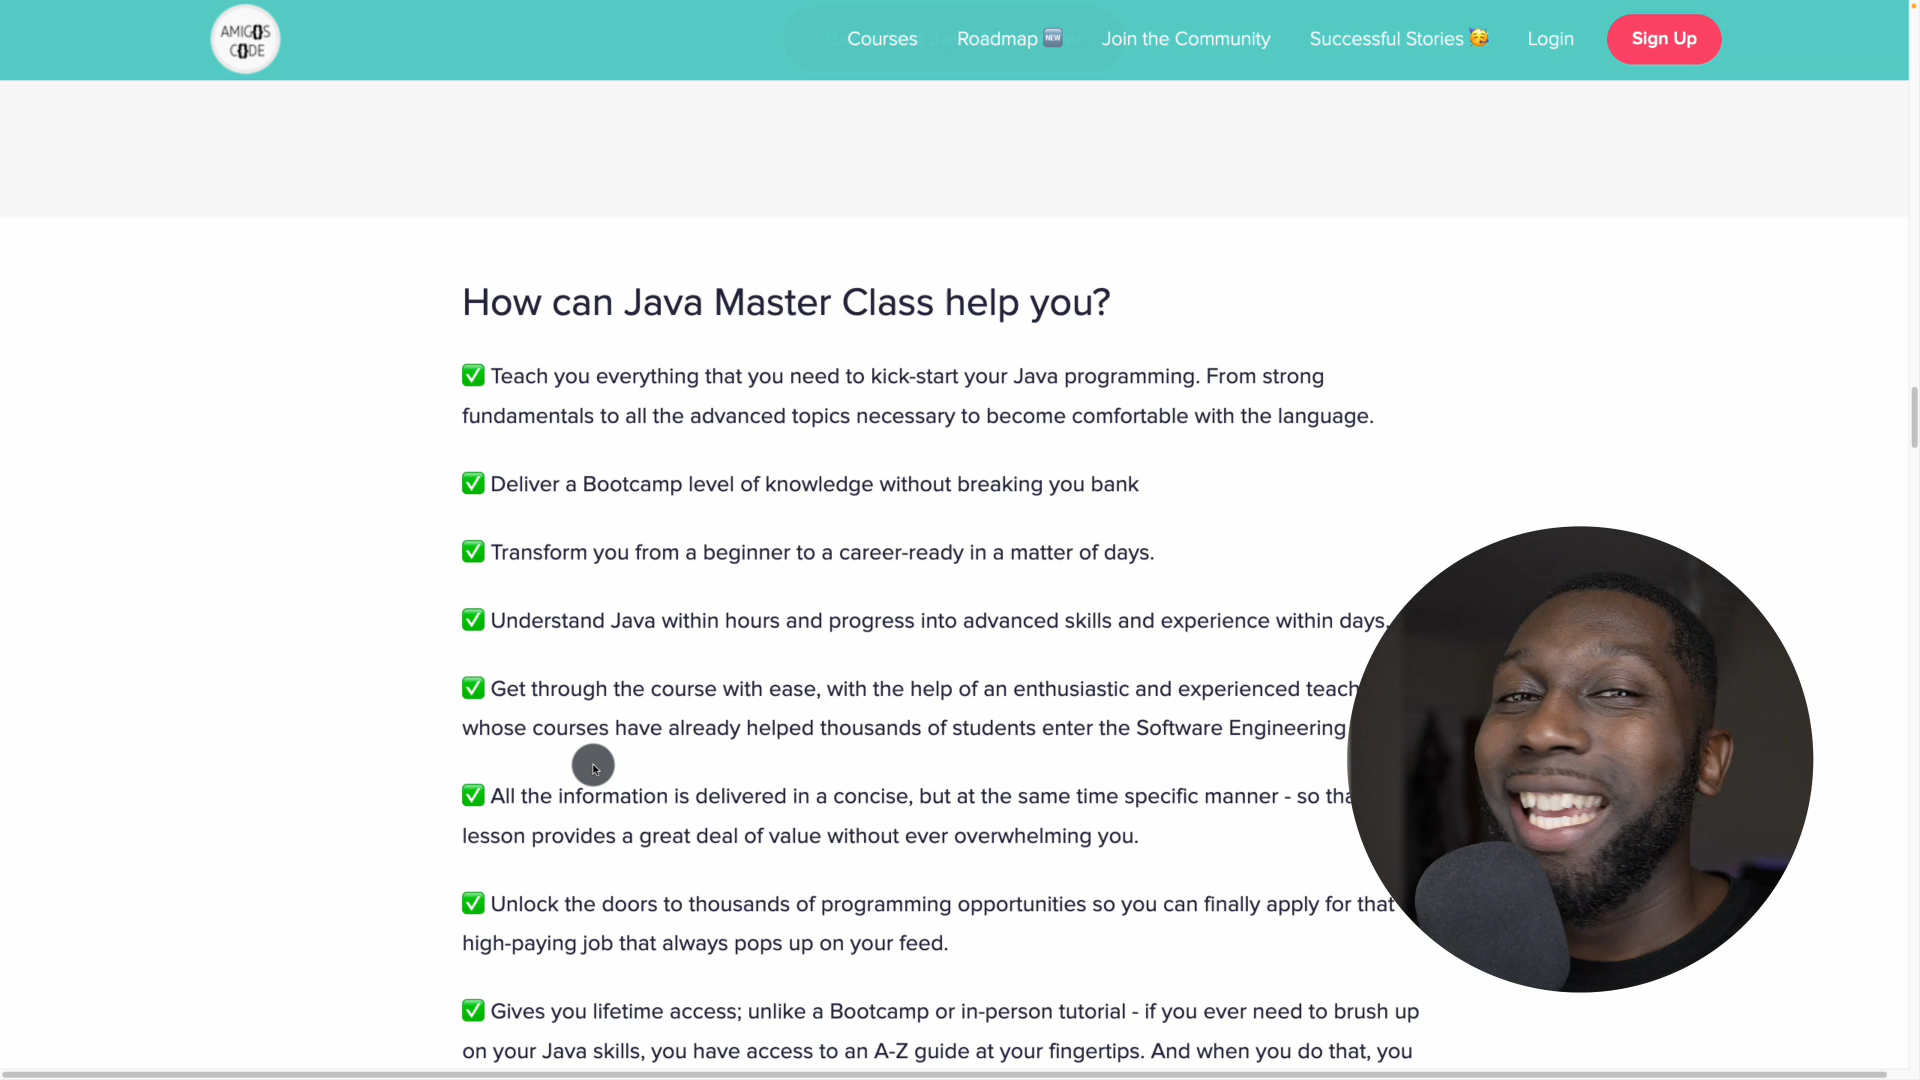 AMIGOS
CODE
Courses
Roadmap
NEW
Join the Community
Successful Stories
Login
Sign Up
How can Java Master Class help you?
Teach you everything that you need to kick-start your Java programming. From strong
fundamentals to all the advanced topics necessary to become comfortable with the language.
Deliver a Bootcamp level of knowledge without breaking you bank
Transform you from a beginner to a career-ready in a matter of days.
Understand Java within hours and progress into advanced skills and experience within days.
Get through the course with ease, with the help of an enthusiastic and experienced teach
whose courses have already helped thousands of students enter the Software Engineering
All the information is delivered in a concise, but at the same time specific manner - so tha
lesson provides a great deal of value without ever overwhelming you.
Unlock the doors to thousands of programming opportunities so you can finally apply for that
high-paying job that always pops up on your feed.
Gives you lifetime access; unlike a Bootcamp or in-person tutorial - if you ever need to brush up
on your Java skills, you have access to an A-Z guide at your fingertips. And when you do that, you